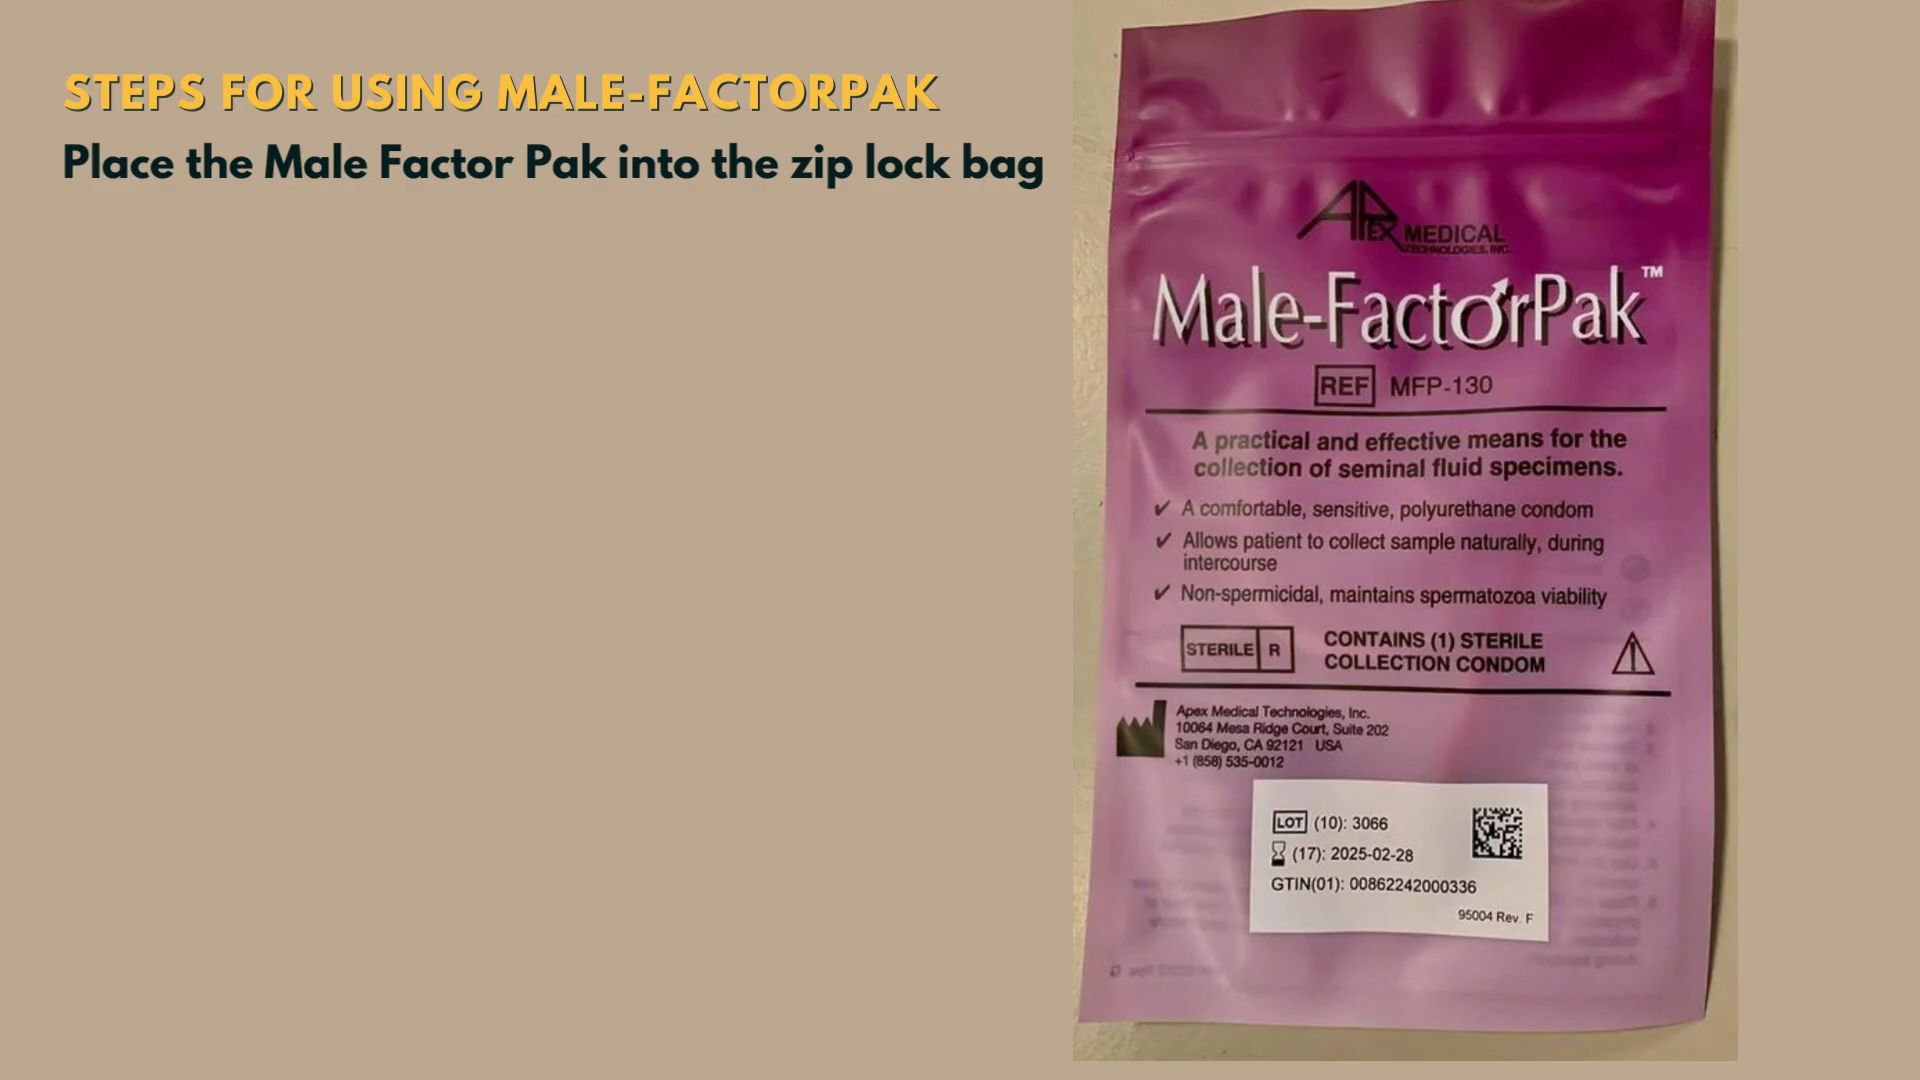 STEPS FOR USING MALE-FACTORPAK
Place the Male Factor Pak into the zip lock bag
APEX MEDICAL
TECHNOLOGIES, INC.
Male-FactorPak™
REF MFP-130
A practical and effective means for the
collection of seminal fluid specimens.
✔ A comfortable, sensitive, polyurethane condom
✔ Allows patient to collect sample naturally, during
intercourse
✔ Non-spermicidal, maintains spermatozoa viability
STERILE R
CONTAINS (1) STERILE
COLLECTION CONDOM
Apex Medical Technologies, Inc.
10064 Mesa Ridge Court, Suite 202
San Diego, CA 92121 USA
+1 (858) 535-0012
LOT (10): 3066
(17): 2025-02-28
GTIN(01): 00862242000336
95004 Rev. F